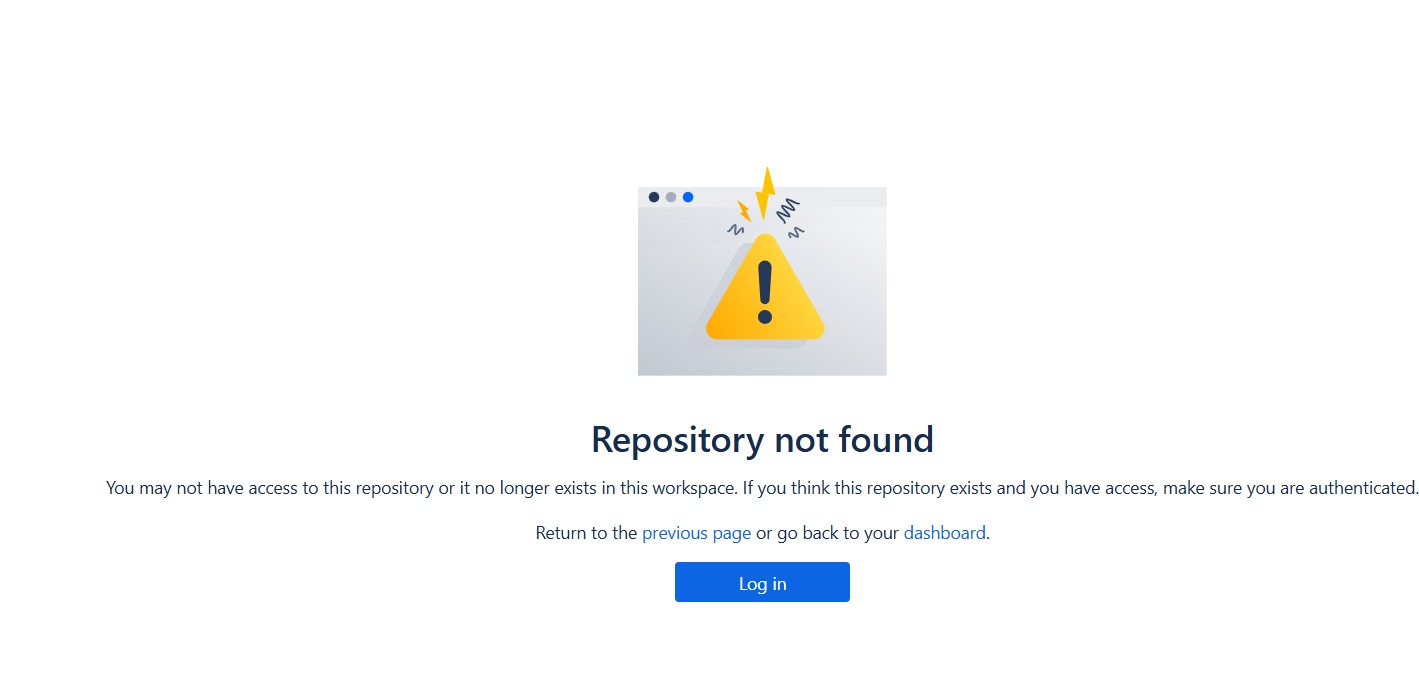 Repository not found
You may not have access to this repository or it no longer exists in this workspace. If you think this repository exists and you have access, make sure you are authenticated.
Return to the previous page or go back to your dashboard.
Log in